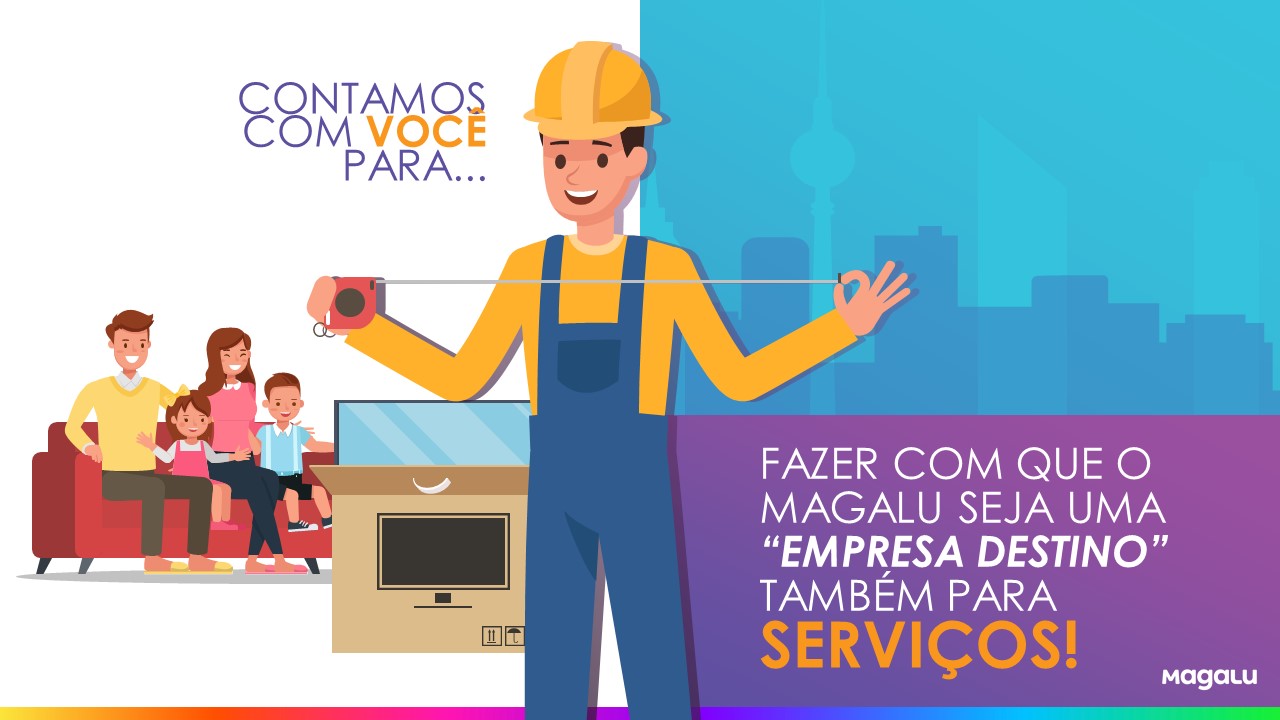 CONTAMOS
COM VOCÊ
PARA...
FAZER COM QUE O
MAGALU SEJA UMA
“EMPRESA DESTINO”
TAMBÉM PARA
SERVIÇOS!
Magalu